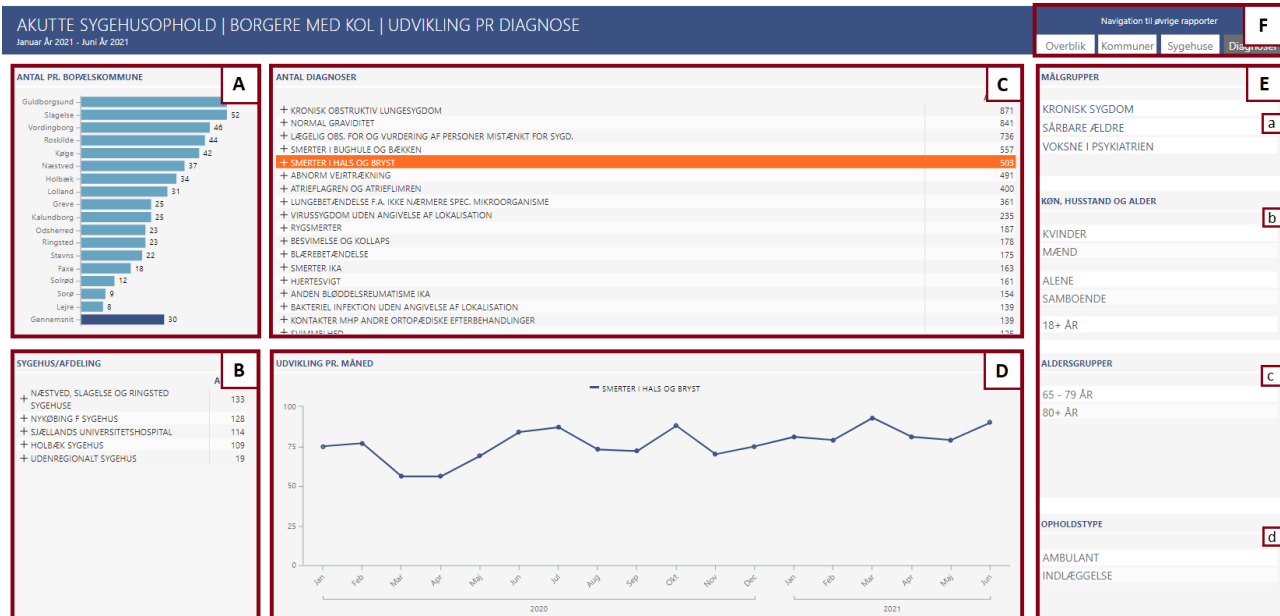 AKUTTE SYGEHUSOPHOLD | BORGERE MED KOL | UDVIKLING PR DIAGNOSE
Januar År 2021 - Juni År 2021
Navigation til øvrige rapporter
F
Overblik Kommuner Sygehuse Diagnoser
ANTAL PR. BOPÆLSKOMMUNE
A
Guldborgsund
Slagelse 52
Vordingborg 46
Roskilde 44
Køge 42
Næstved 37
Holbæk 34
Lolland 31
Greve 25
Kalundborg 25
Odsherred 23
Ringsted 23
Stevns 22
Faxe 18
Solrød 12
Sorø 9
Lejre 8
Gennemsnit 30
ANTAL DIAGNOSER
C
+ KRONISK OBSTRUKTIV LUNGESYGDOM 871
+ NORMAL GRAVIDITET 841
+ LÆGELIG OBS. FOR OG VURDERING AF PERSONER MISTÆNKT FOR SYGD. 736
+ SMERTER I BUGHULE OG BÆKKEN 557
+ SMERTER I HALS OG BRYST 503
+ ABNORM VEJRTRÆKNING 491
+ ATRIEFLAGREN OG ATRIEFLIMREN 400
+ LUNGEBETÆNDELSE F.A. IKKE NÆRMERE SPEC. MIKROORGANISME 361
+ VIRUSSYGDOM UDEN ANGIVELSE AF LOKALISATION 235
+ RYGSMERTER 187
+ BESVIMELSE OG KOLLAPS 178
+ BLÆREBETÆNDELSE 175
+ SMERTER IKA 163
+ HJERTESVIGT 161
+ ANDEN BLØDDELSREUMATISME IKA 154
+ BAKTERIEL INFEKTION UDEN ANGIVELSE AF LOKALISATION 139
+ KONTAKTER MHP ANDRE ORTOPÆDISKE EFTERBEHANDLINGER 139
+ SVIMMELHED
SYGEHUS/AFDELING
B
A
+ NÆSTVED, SLAGELSE OG RINGSTED 133
SYGEHUSE
+ NYKØBING F SYGEHUS 128
+ SJÆLLANDS UNIVERSITETSHOSPITAL 114
+ HOLBÆK SYGEHUS 109
+ UDENREGIONALT SYGEHUS 19
UDVIKLING PR. MÅNED
D
SMERTER I HALS OG BRYST
100
75
50
25
0
Jan Feb Mar Apr Maj Jun Jul Aug Sep Okt Nov Dec Jan Feb Mar Apr Maj Jun
2020 2021
MÅLGRUPPER
E
KRONISK SYGDOM
a
SÅRBARE ÆLDRE
VOKSNE I PSYKIATRIEN
KØN, HUSSTAND OG ALDER
b
KVINDER
MÆND
ALENE
SAMBOENDE
18+ ÅR
ALDERSGRUPPER
c
65 - 79 ÅR
80+ ÅR
OPHOLDSTYPE
d
AMBULANT
INDLÆGGELSE